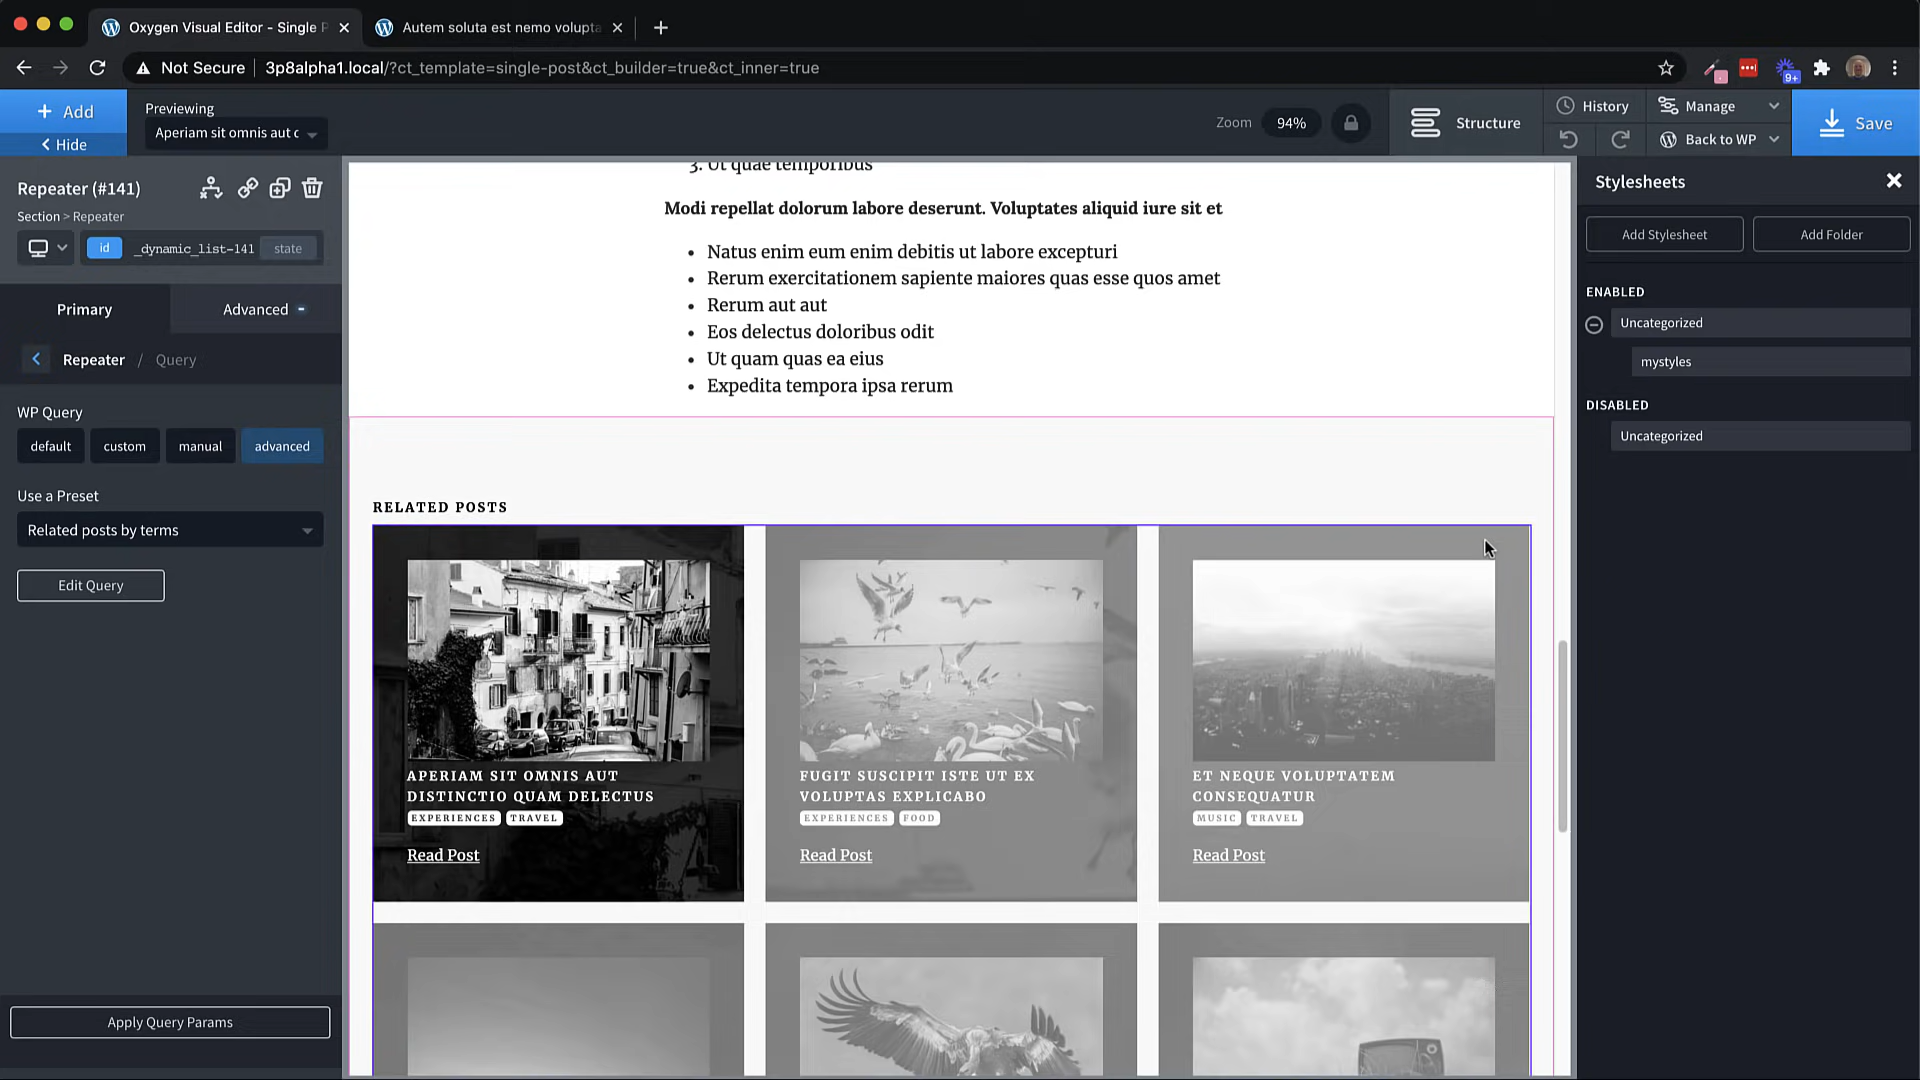 Oxygen Visual Editor - Single P
Autem soluta est nemo volupta
Not Secure
3p8alpha1.local/?ct_template=single-post&ct_builder=true&ct_inner=true
9+
+ Add
< Hide
Previewing
Aperiam sit omnis aut c
Zoom
94%
Structure
History
Manage
Back to WP
Save
Repeater (#141)
Section > Repeater
id
_dynamic_list-141
state
Primary
Advanced
Repeater / Query
WP Query
default
custom
manual
advanced
Use a Preset
Related posts by terms
Edit Query
Apply Query Params
3. Ut quae temporibus
Modi repellat dolorum labore deserunt. Voluptates aliquid iure sit et
• Natus enim eum enim debitis ut labore excepturi
• Rerum exercitationem sapiente maiores quas esse quos amet
• Rerum aut aut
• Eos delectus doloribus odit
• Ut quam quas ea eius
• Expedita tempora ipsa rerum
RELATED POSTS
APERIAM SIT OMNIS AUT
DISTINCTIO QUAM DELECTUS
EXPERIENCES TRAVEL
Read Post
FUGIT SUSCIPIT ISTE UT EX
VOLUPTAS EXPLICABO
EXPERIENCES FOOD
Read Post
ET NEQUE VOLUPTATEM
CONSEQUATUR
MUSIC TRAVEL
Read Post
Stylesheets
Add Stylesheet
Add Folder
ENABLED
Uncategorized
mystyles
DISABLED
Uncategorized